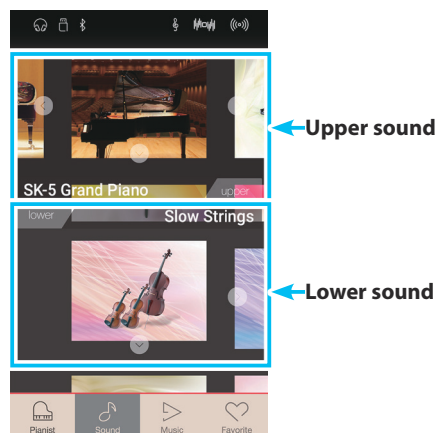 SK-5 Grand Piano
upper
Upper sound
lower
Slow Strings
Lower sound
Pianist
Sound
Music
Favorite